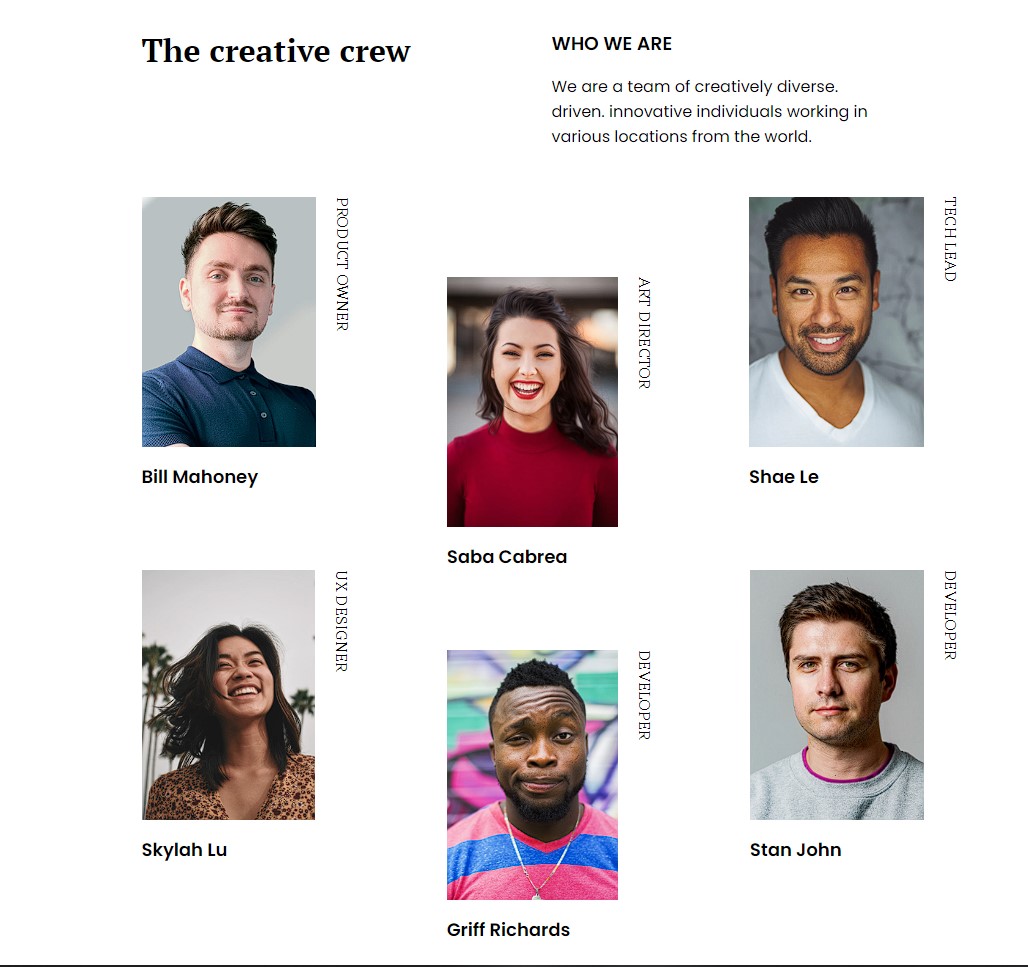 The creative crew
WHO WE ARE
We are a team of creatively diverse.
driven. innovative individuals working in
various locations from the world.
PRODUCT OWNER
Bill Mahoney
ART DIRECTOR
Saba Cabrea
TECH LEAD
Shae Le
UX DESIGNER
Skylah Lu
DEVELOPER
Griff Richards
DEVELOPER
Stan John